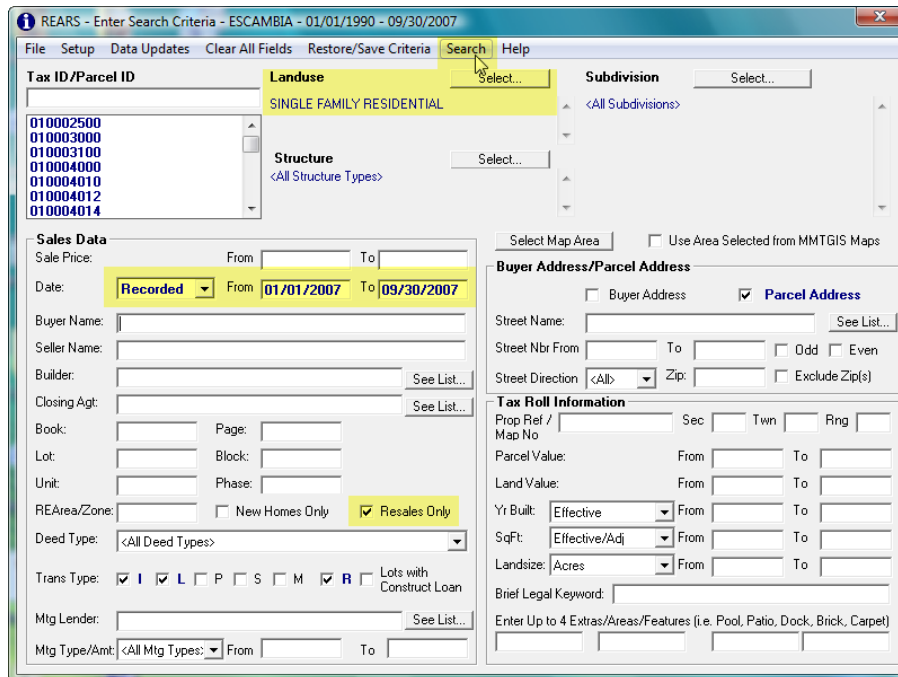 REARS - Enter Search Criteria - ESCAMBIA - 01/01/1990 - 09/30/2007
File Setup Data Updates Clear All Fields Restore/Save Criteria Search Help
Tax ID/Parcel ID
010002500
010003000
010003100
010004000
010004010
010004012
010004014
Landuse Select...
SINGLE FAMILY RESIDENTIAL
Structure Select...
<All Structure Types>
Subdivision Select...
<All Subdivisions>
Sales Data
Sale Price: From To
Date: Recorded From 01/01/2007 To 09/30/2007
Buyer Name:
Seller Name:
Builder: See List...
Closing Agt: See List...
Book: Page:
Lot: Block:
Unit: Phase:
REArea/Zone: New Homes Only Resales Only
Deed Type: <All Deed Types>
Trans Type: I L P S M R Lots with
Construct Loan
Mtg Lender: See List...
Mtg Type/Amt: <All Mtg Types: From To
Select Map Area Use Area Selected from MMTGIS Maps
Buyer Address/Parcel Address
Buyer Address Parcel Address
Street Name: See List...
Street Nbr From To Odd Even
Street Direction <All> Zip: Exclude Zip(s)
Tax Roll Information
Prop Ref / Sec Twn Rng
Map No
Parcel Value: From To
Land Value: From To
Yr Built: Effective From To
SqFt: Effective/Adj From To
Landsize: Acres From To
Brief Legal Keyword:
Enter Up to 4 Extras/Areas/Features (i.e. Pool, Patio, Dock, Brick, Carpet)